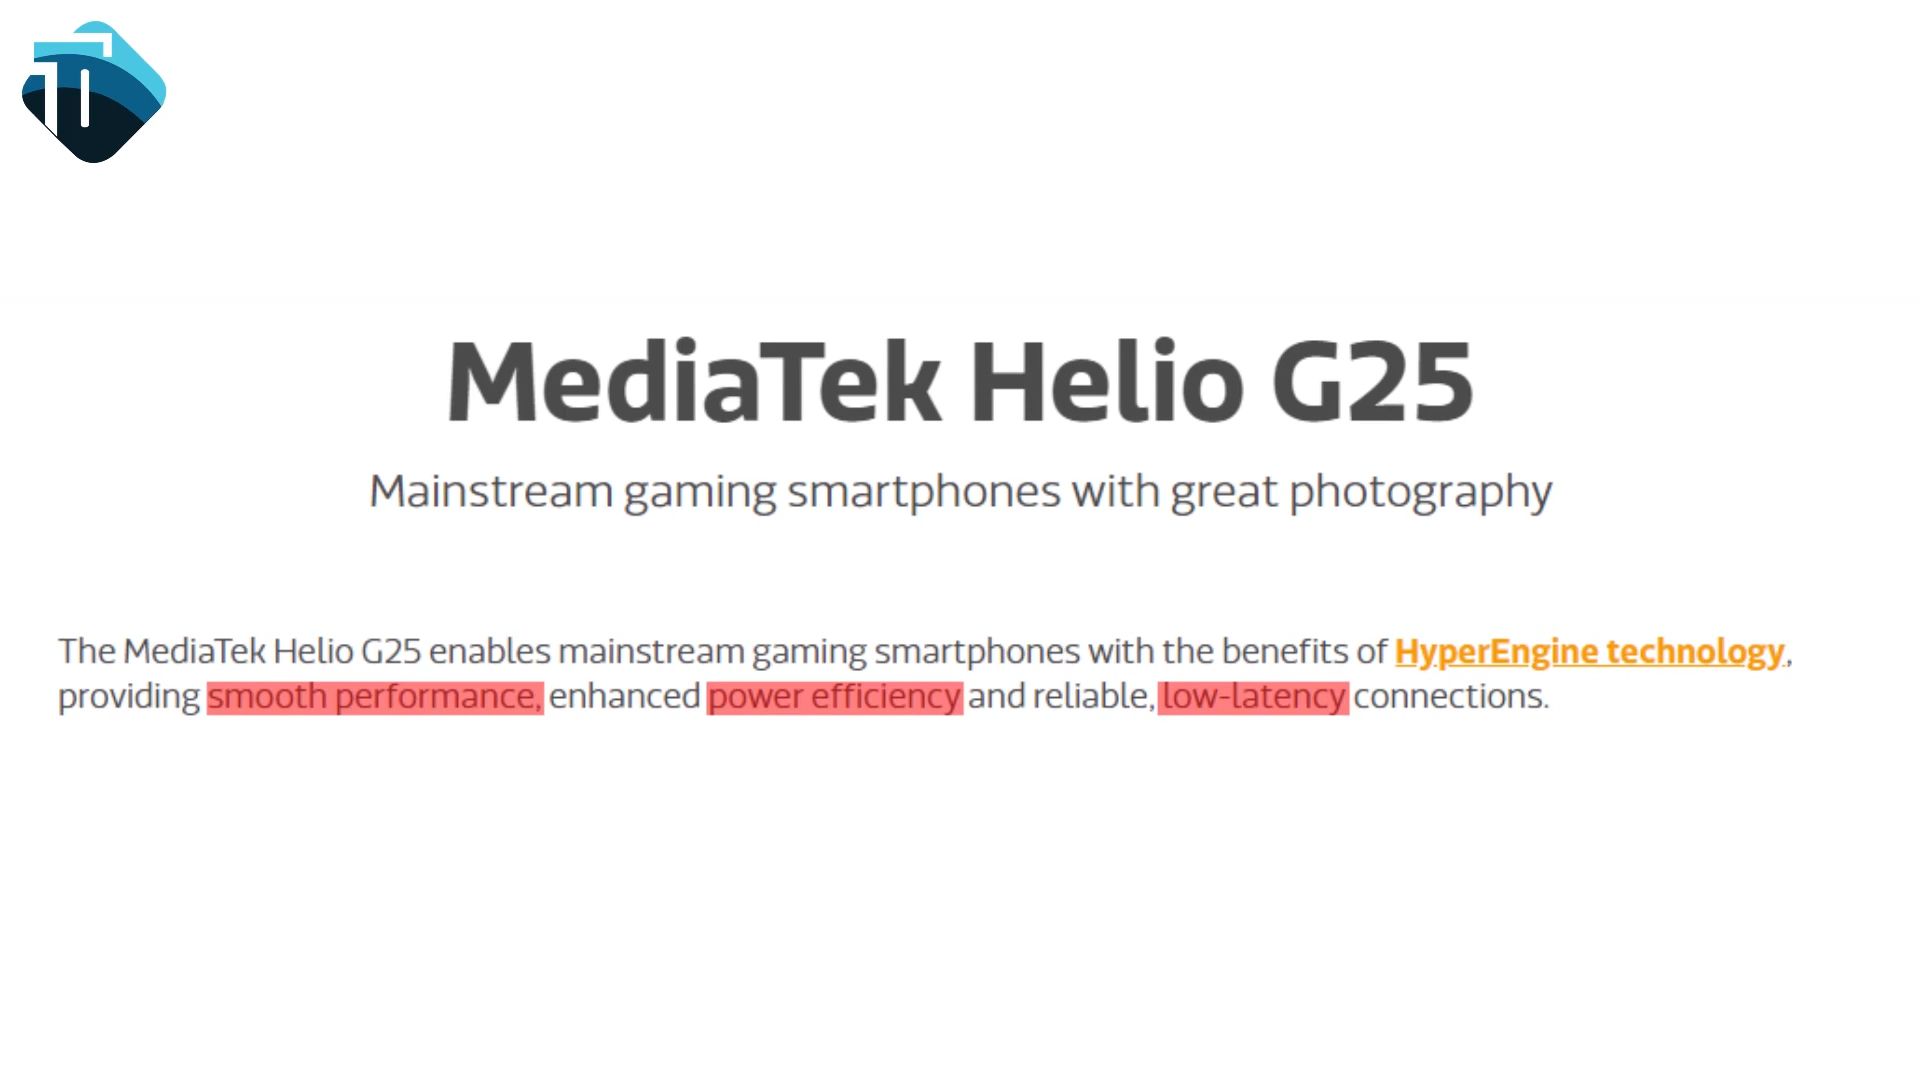 MediaTek Helio G25
Mainstream gaming smartphones with great photography
The MediaTek Helio G25 enables mainstream gaming smartphones with the benefits of HyperEngine technology,
providing smooth performance, enhanced power efficiency and reliable, low-latency connections.